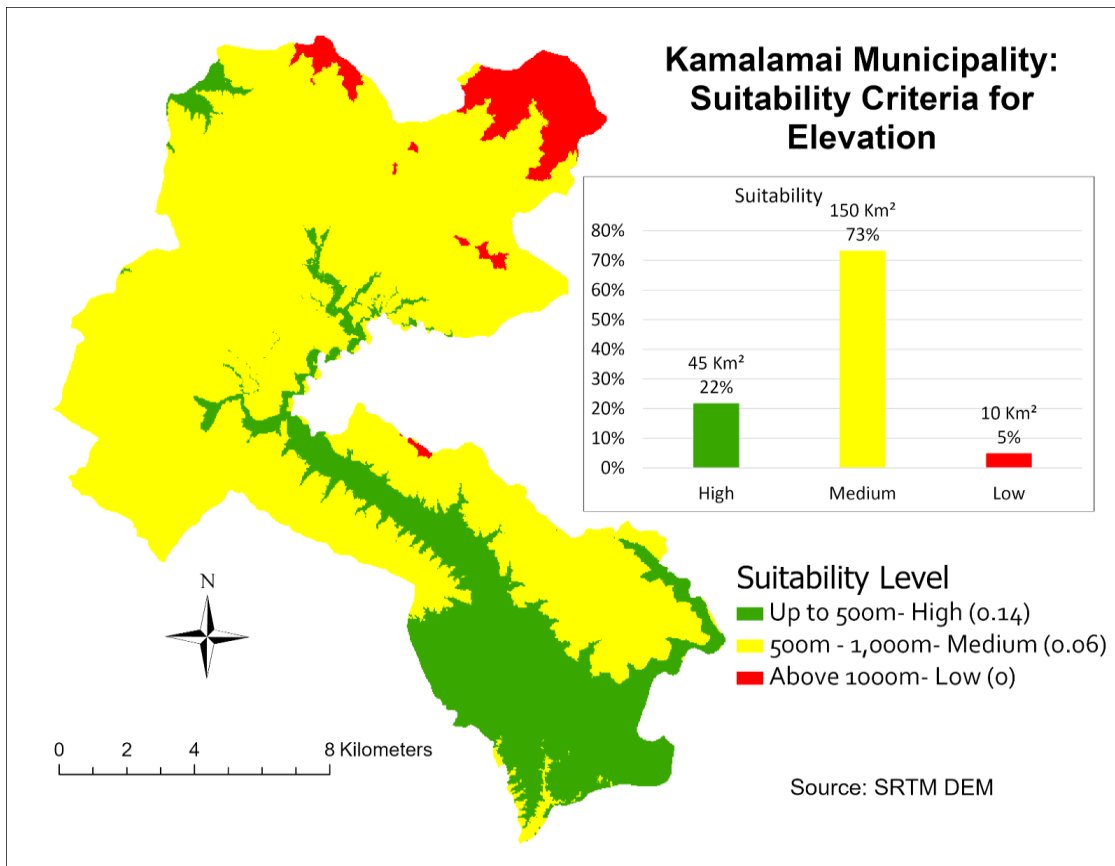 Kamalamai Municipality:
Suitability Criteria for
Elevation
Suitability
80%
70%
60%
50%
40%
30%
20%
10%
0%
45 Km²
22%
150 Km²
73%
10 Km²
5%
High
Medium
Low
Suitability Level
Up to 500m- High (0.14)
500m - 1,000m- Medium (0.06)
Above 1000m- Low (0)
N
0 2 4 8 Kilometers
Source: SRTM DEM